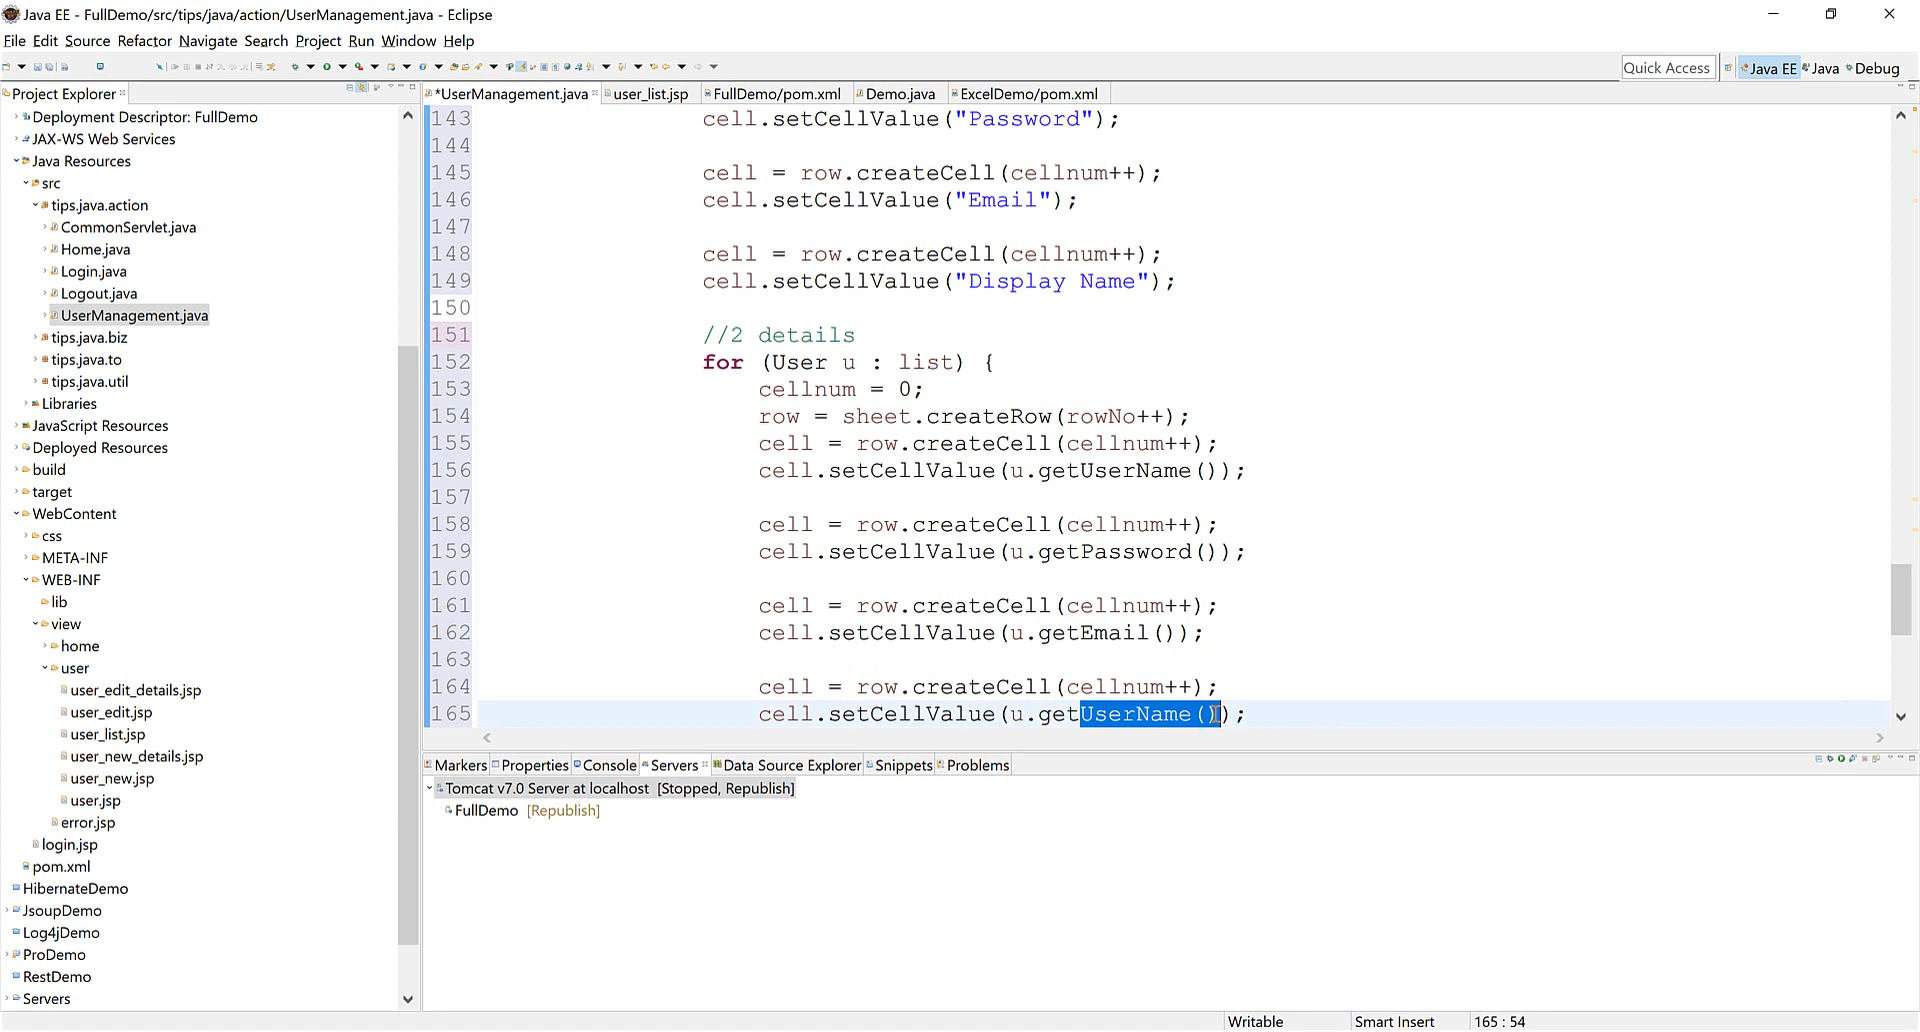 Java EE - FullDemo/src/tips/java/action/UserManagement.java - Eclipse
File Edit Source Refactor Navigate Search Project Run Window Help
Quick Access Java EE Java Debug
Project Explorer
*UserManagement.java user_list.jsp FullDemo/pom.xml Demo.java ExcelDemo/pom.xml
Deployment Descriptor: FullDemo
JAX-WS Web Services
Java Resources
src
tips.java.action
CommonServlet.java
Home.java
Login.java
Logout.java
UserManagement.java
tips.java.biz
tips.java.to
tips.java.util
Libraries
JavaScript Resources
Deployed Resources
build
target
WebContent
css
META-INF
WEB-INF
lib
view
home
user
user_edit_details.jsp
user_edit.jsp
user_list.jsp
user_new_details.jsp
user_new.jsp
user.jsp
error.jsp
login.jsp
pom.xml
HibernateDemo
JsoupDemo
Log4jDemo
ProDemo
RestDemo
Servers
143 cell.setCellValue("Password");
144
145 cell = row.createCell(cellnum++);
146 cell.setCellValue("Email");
147
148 cell = row.createCell(cellnum++);
149 cell.setCellValue("Display Name");
150
151 //2 details
152 for (User u : list) {
153 cellnum = 0;
154 row = sheet.createRow(rowNo++);
155 cell = row.createCell(cellnum++);
156 cell.setCellValue(u.getUserName());
157
158 cell = row.createCell(cellnum++);
159 cell.setCellValue(u.getPassword());
160
161 cell = row.createCell(cellnum++);
162 cell.setCellValue(u.getEmail());
163
164 cell = row.createCell(cellnum++);
165 cell.setCellValue(u.getUserName());
Markers Properties Console Servers Data Source Explorer Snippets Problems
Tomcat v7.0 Server at localhost [Stopped, Republish]
FullDemo [Republish]
Writable Smart Insert 165 : 54